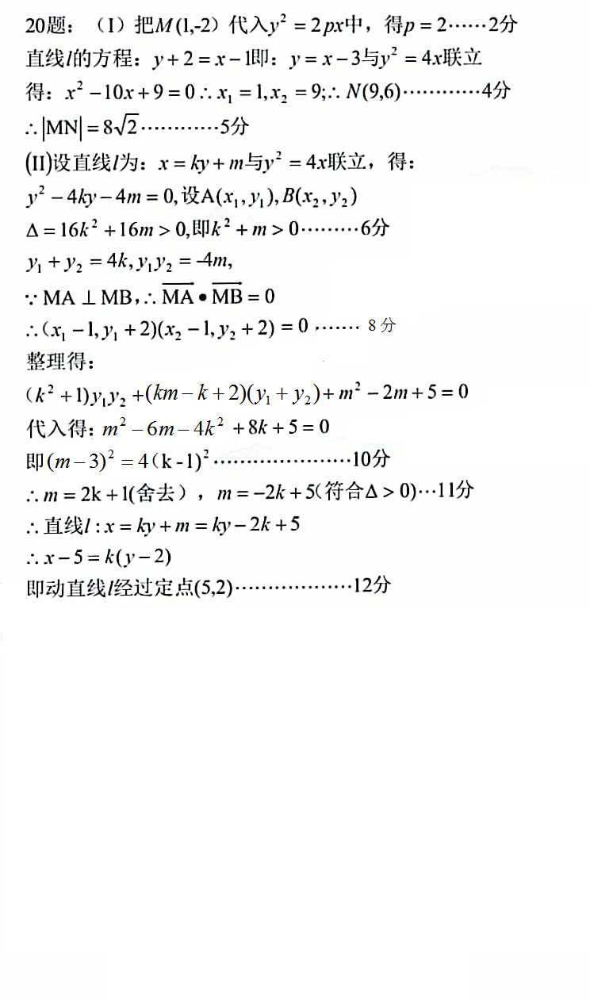 20题：（I）把M(1,-2）代入y² = 2px中，得p = 2……2分
直线l的方程：y + 2 = x − 1即：y = x − 3与y² = 4x联立
得：x² − 10x + 9 = 0 ∴ x₁ = 1, x₂ = 9;∴ N(9,6)…………4分
∴|MN| = 8√2…………5分
(II)设直线l为：x = ky + m与y² = 4x联立，得：
y² − 4ky − 4m = 0, 设A(x₁, y₁), B(x₂, y₂)
Δ = 16k² + 16m > 0,即k² + m > 0………6分
y₁ + y₂ = 4k, y₁y₂ = -4m,
∵ MA ⊥ MB，∴ \overrightarrow{MA} • \overrightarrow{MB} = 0
∴（x₁ − 1, y₁ + 2)(x₂ − 1, y₂ + 2) = 0 ……. 8 分
整理得：
（k² + 1)y₁y₂ +(km − k + 2)(y₁ + y₂)+ m² − 2m + 5 = 0
代入得：m² − 6m − 4k² + 8k + 5 = 0
即(m − 3)² = 4（k - 1)²…………………10分
∴ m = 2k + 1(舍去），m = −2k + 5（符合Δ > 0)…11分
∴ 直线l : x = ky + m = ky − 2k + 5
∴ x − 5 = k(y − 2)
即动直线l经过定点(5,2)………………12分